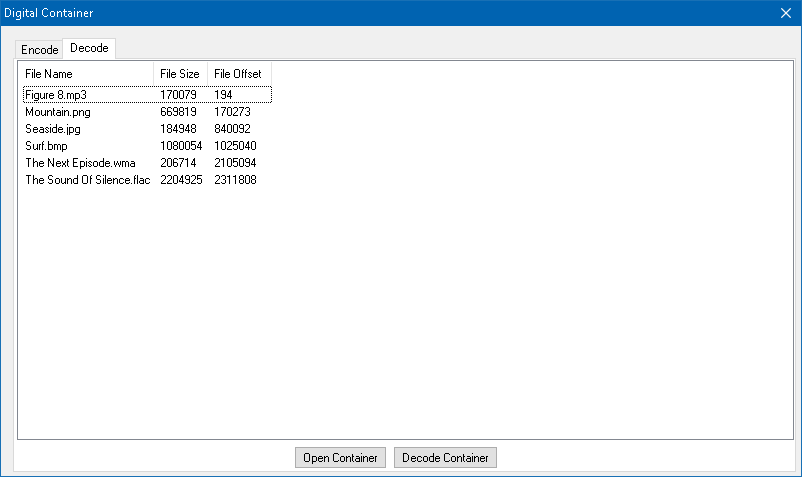 Digital Container
Encode Decode
File Name File Size File Offset
Figure 8.mp3 170079 194
Mountain.png 669819 170273
Seaside.jpg 184948 840092
Surf.bmp 1080054 1025040
The Next Episode.wma 206714 2105094
The Sound Of Silence.flac 2204925 2311808
Open Container Decode Container